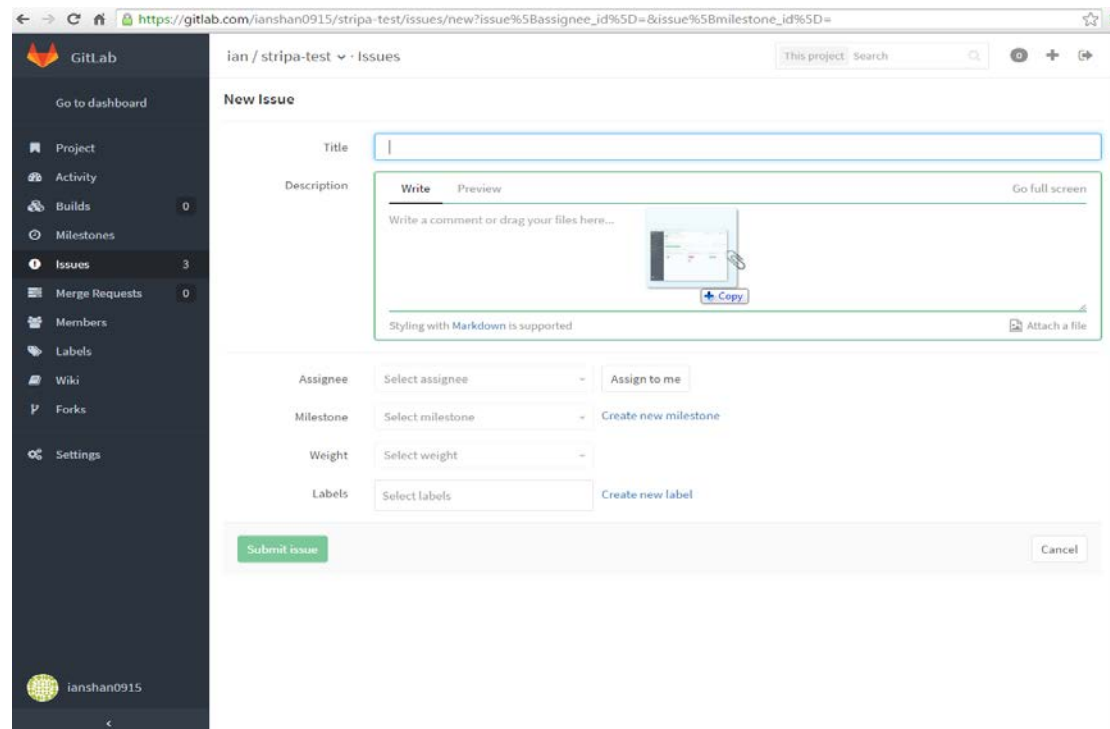 https://gitlab.com/ianshan0915/stripa-test/issues/new?issue%5Bassignee_id%5D=&issue%5Bmilestone_id%5D=
GitLab
ian / stripa-test · Issues
This project Search
0
Go to dashboard
New Issue
Project
Activity
Builds 0
Milestones
Issues 3
Merge Requests 0
Members
Labels
Wiki
Forks
Settings
Title
Description
Write Preview Go full screen
Write a comment or drag your files here...
Copy
Styling with Markdown is supported Attach a file
Assignee Select assignee Assign to me
Milestone Select milestone Create new milestone
Weight Select weight
Labels Select labels Create new label
Submit issue Cancel
ianshan0915